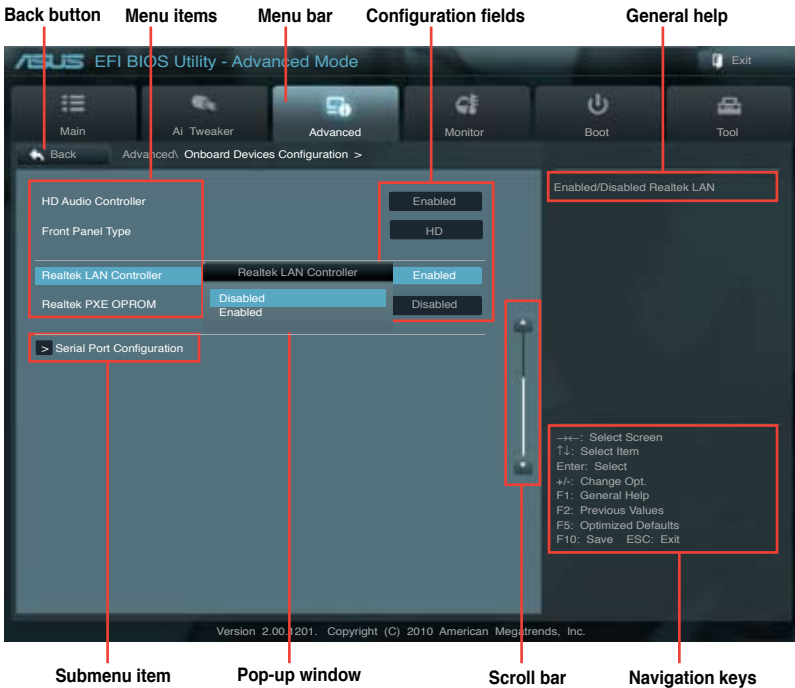 Back button Menu items Menu bar Configuration fields General help
ASUS EFI BIOS Utility - Advanced Mode Exit
Main Ai Tweaker Advanced Monitor Boot Tool
Back Advanced\ Onboard Devices Configuration >
Enabled/Disabled Realtek LAN
HD Audio Controller Enabled
Front Panel Type HD
Realtek LAN Controller Realtek LAN Controller Enabled
Realtek PXE OPROM Disabled Disabled
Enabled
> Serial Port Configuration
→←: Select Screen
↑↓: Select Item
Enter: Select
+/-: Change Opt.
F1: General Help
F2: Previous Values
F5: Optimized Defaults
F10: Save ESC: Exit
Version 2.00.1201. Copyright (C) 2010 American Megatrends, Inc.
Submenu item Pop-up window Scroll bar Navigation keys